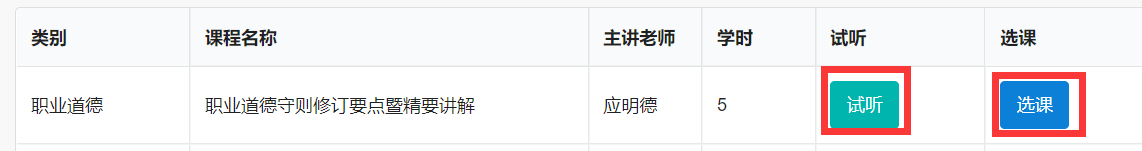 类别 课程名称 主讲老师 学时 试听 选课
职业道德 职业道德守则修订要点暨精要讲解 应明德 5 试听 选课